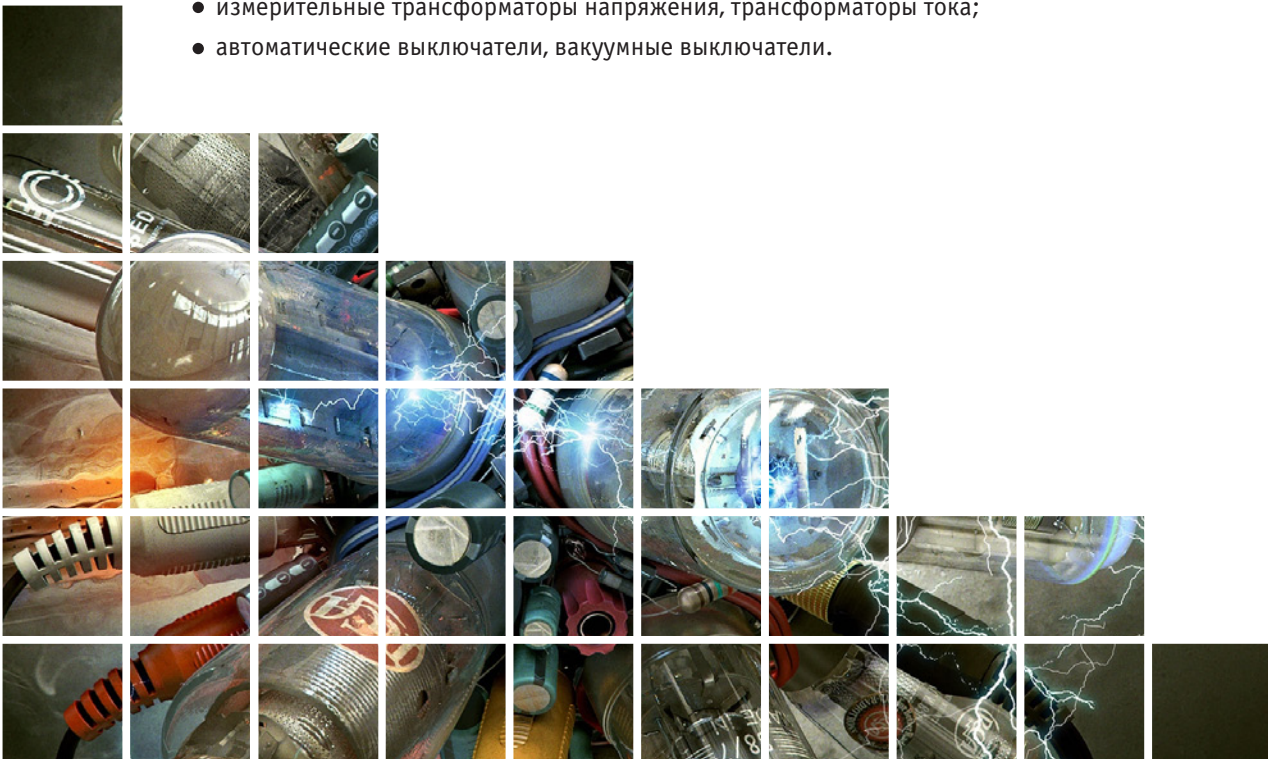 • измерительные трансформаторы напряжения, трансформаторы тока;
• автоматические выключатели, вакуумные выключатели.